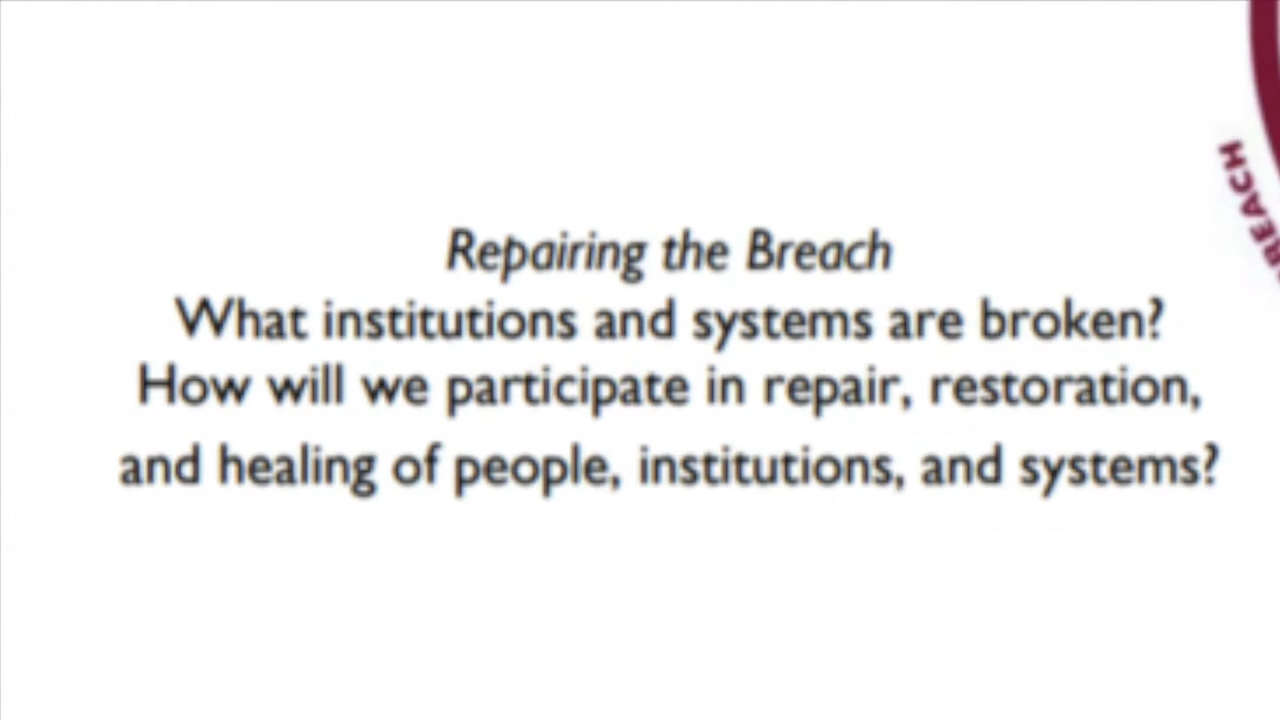 Repairing the Breach
What institutions and systems are broken?
How will we participate in repair, restoration,
and healing of people, institutions, and systems?
BREACH